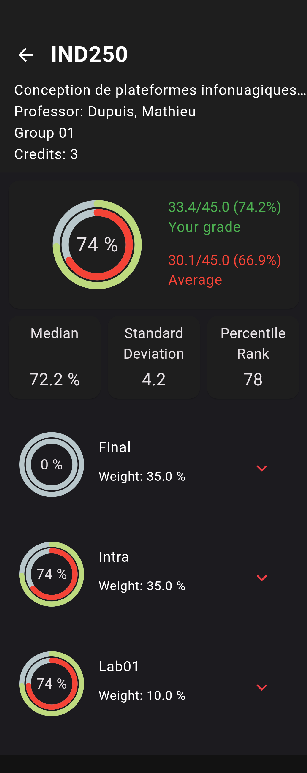 IND250
Conception de plateformes infonuagiques...
Professor: Dupuis, Mathieu
Group 01
Credits: 3
74 %
33.4/45.0 (74.2%)
Your grade
30.1/45.0 (66.9%)
Average
Median
72.2 %
Standard
Deviation
4.2
Percentile
Rank
78
0 %
Final
Weight: 35.0 %
74 %
Intra
Weight: 35.0 %
74 %
Lab01
Weight: 10.0 %